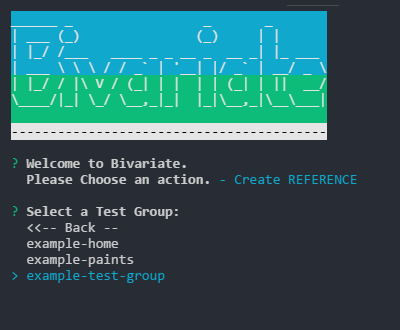 Bivariate
? Welcome to Bivariate.
Please Choose an action. - Create REFERENCE
? Select a Test Group:
<<-- Back --
example-home
example-paints
> example-test-group